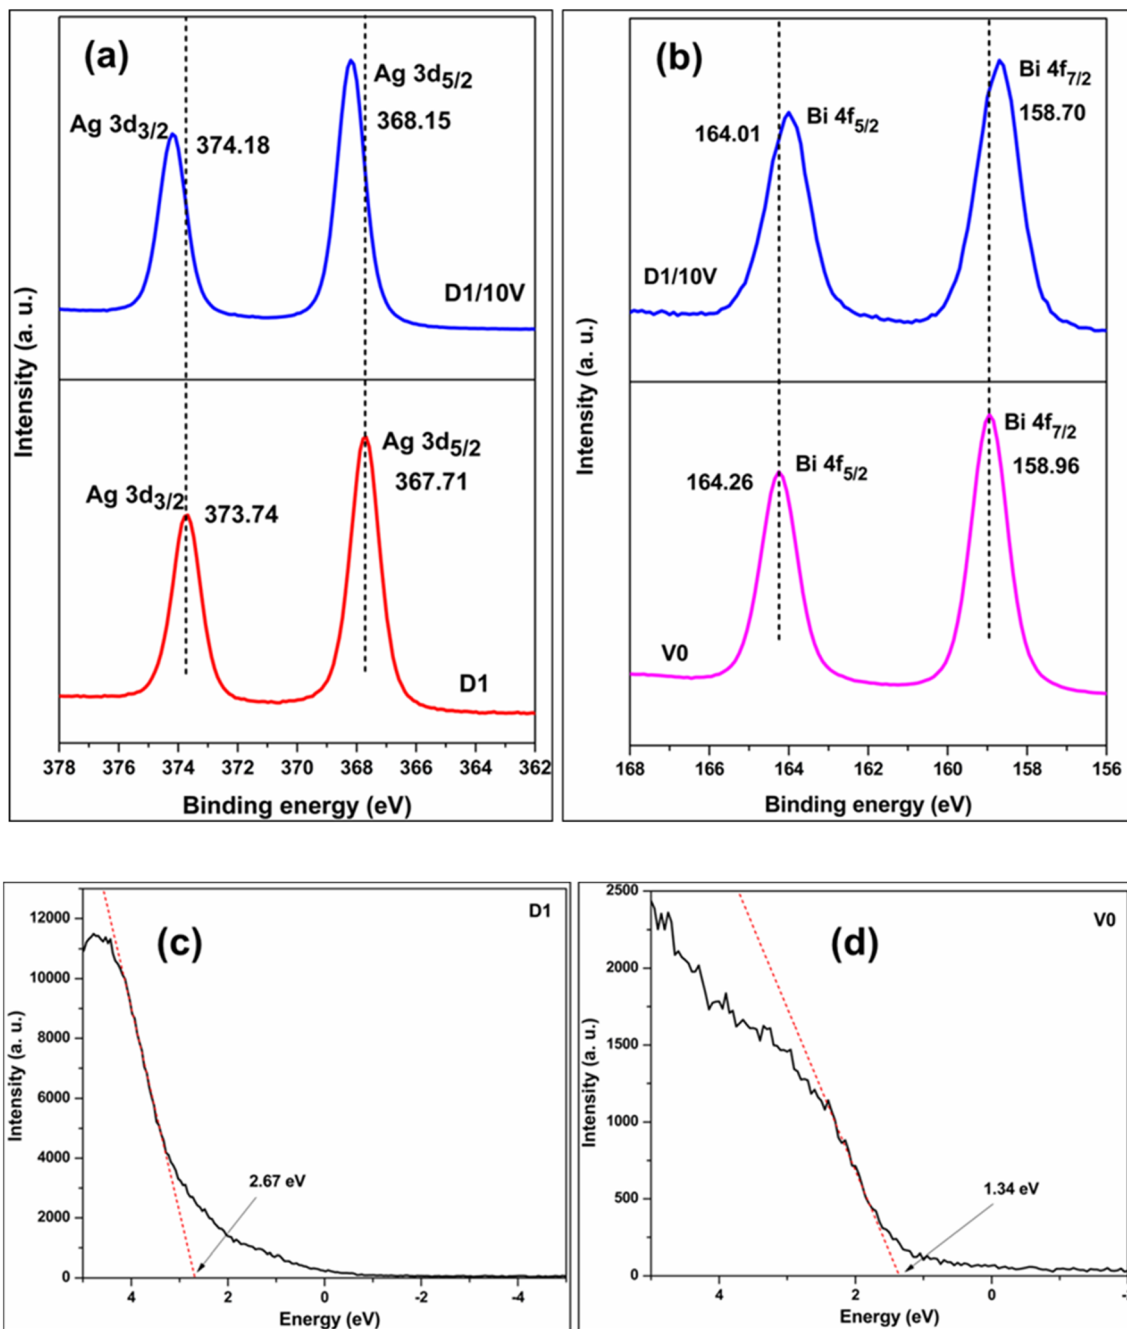 (a)
Ag 3d5/2
368.15
Ag 3d3/2
374.18
D1/10V
Ag 3d5/2
367.71
Ag 3d3/2
373.74
D1
Intensity (a. u.)
378 376 374 372 370 368 366 364 362
Binding energy (eV)
(b)
Bi 4f7/2
158.70
164.01
Bi 4f5/2
D1/10V
Bi 4f7/2
158.96
Bi 4f5/2
164.26
V0
Intensity (a. u.)
168 166 164 162 160 158 156
Binding energy (eV)
(c)
D1
12000
10000
8000
6000
4000
2000
0
2.67 eV
Intensity (a. u.)
4 2 0 -2 -4
Energy (eV)
(d)
V0
2500
2000
1500
1000
500
0
1.34 eV
Intensity (a. u.)
4 2 0
Energy (eV)